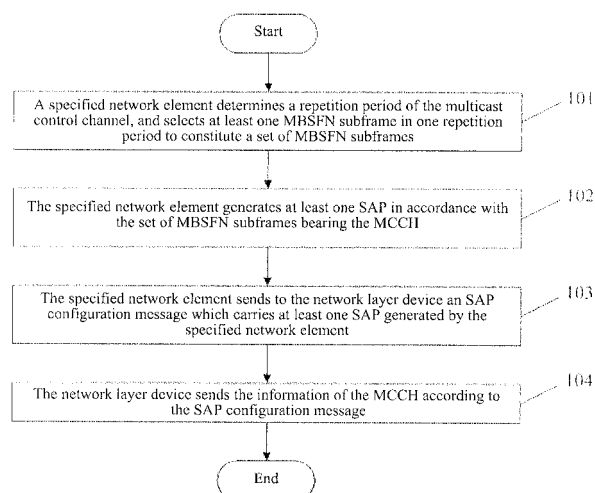 Start
A specified network element determines a repetition period of the multicast
control channel, and selects at least one MBSFN subframe in one repetition
period to constitute a set of MBSFN subframes
101
The specified network element generates at least one SAP in accordance with
the set of MBSFN subframes bearing the MCCH
102
The specified network element sends to the network layer device an SAP
configuration message which carries at least one SAP generated by the
specified network element
103
The network layer device sends the information of the MCCH according to
the SAP configuration message
104
End